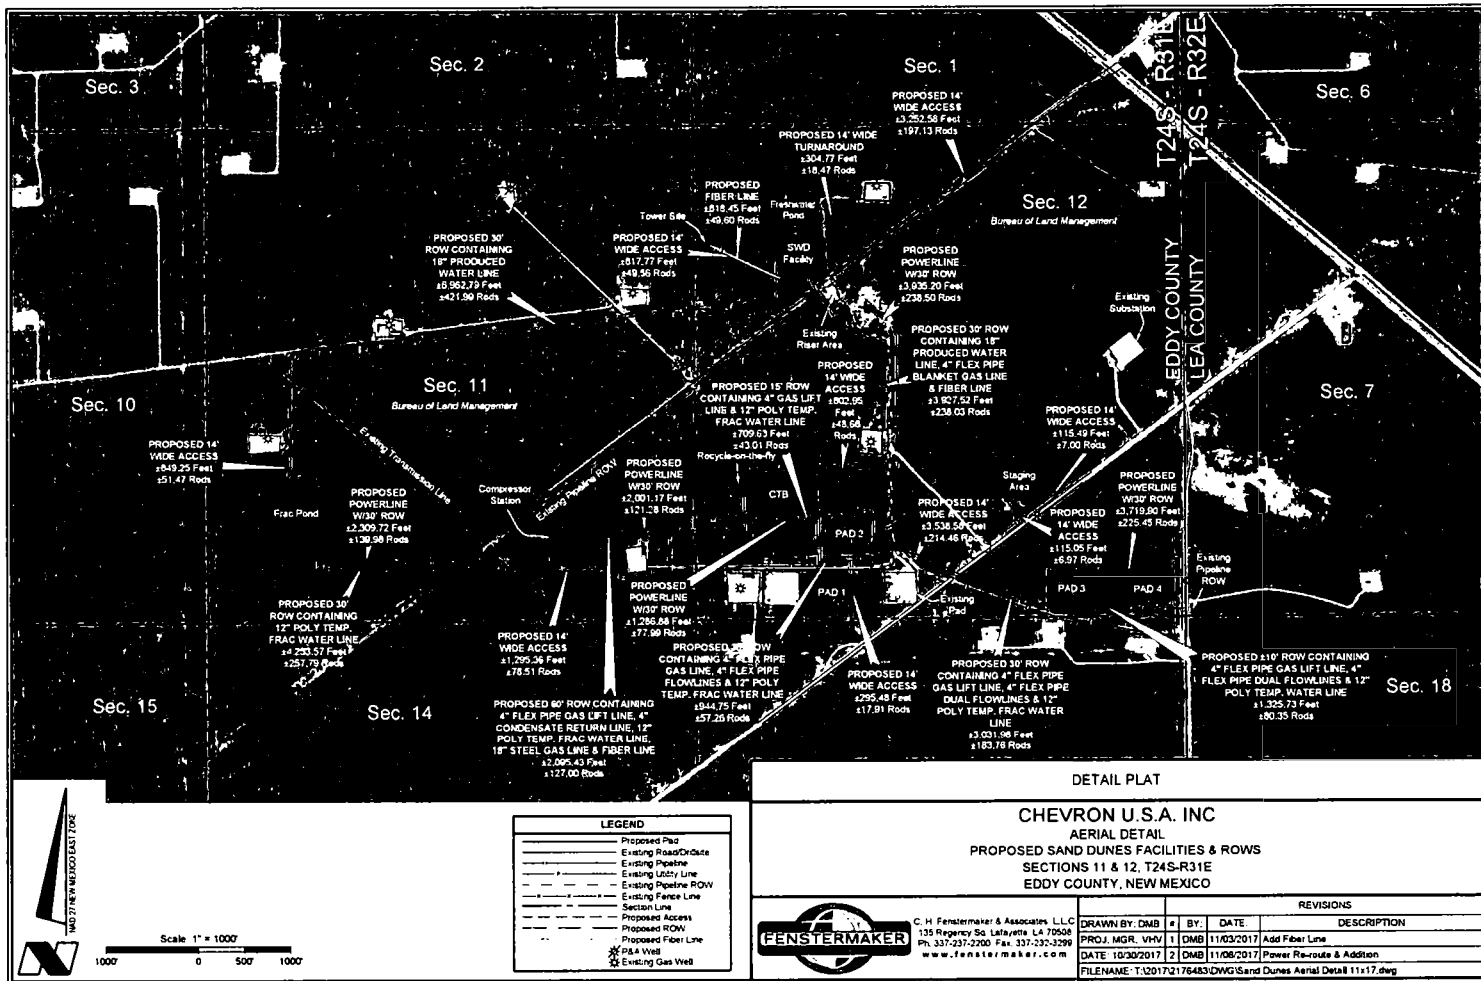 Sec. 3
Sec. 2
Sec. 1
Sec. 6
T24S - R31E
T24S - R32E
PROPOSED 14'
WIDE ACCESS
±3,252.58 Feet
±197.13 Rods
PROPOSED 14' WIDE
TURNAROUND
±304.77 Feet
±18.47 Rods
PROPOSED
FIBER LINE
±818.45 Feet
±49.60 Rods
Freshwater
Pond
Sec. 12
Bureau of Land Management
Tower Site
PROPOSED 30'
ROW CONTAINING
18" PRODUCED
WATER LINE
±6,962.79 Feet
±421.99 Rods
PROPOSED 14'
WIDE ACCESS
±817.77 Feet
±49.56 Rods
SWD
Facility
PROPOSED
POWERLINE
W/30' ROW
±3,935.20 Feet
±238.50 Rods
EDDY COUNTY
LEA COUNTY
Existing
Substation
Existing
Riser Area
PROPOSED 30' ROW
CONTAINING 18"
PRODUCED WATER
LINE, 4" FLEX PIPE
BLANKET GAS LINE
& FIBER LINE
±3,927.52 Feet
±238.03 Rods
Sec. 10
Sec. 11
Bureau of Land Management
Sec. 7
PROPOSED 15' ROW
CONTAINING 4" GAS LIFT
LINE & 12" POLY TEMP.
FRAC WATER LINE
±709.63 Feet
±43.01 Rods
Recycle-on-the-fly
PROPOSED
14' WIDE
ACCESS
±802.95
Feet
±48.66
Rods
PROPOSED 14'
WIDE ACCESS
±115.49 Feet
±7.00 Rods
PROPOSED 14'
WIDE ACCESS
±849.25 Feet
±51.47 Rods
Existing Transmission Line
Existing Pipeline ROW
Compressor
Station
PROPOSED
POWERLINE
W/30' ROW
±2,001.17 Feet
±121.28 Rods
CTB
Staging
Area
PROPOSED
POWERLINE
W/30' ROW
±3,719.90 Feet
±225.45 Rods
Frac Pond
PROPOSED
POWERLINE
W/30' ROW
±2,309.72 Feet
±139.98 Rods
PAD 2
PROPOSED 14'
WIDE ACCESS
±3,538.58 Feet
±214.46 Rods
PROPOSED
14' WIDE
ACCESS
±115.05 Feet
±6.97 Rods
Existing
Pipeline
ROW
PROPOSED
POWERLINE
W/30' ROW
±1,286.88 Feet
±77.99 Rods
PAD 1
Existing
Pad
PAD 3
PAD 4
PROPOSED 30'
ROW CONTAINING
12" POLY TEMP.
FRAC WATER LINE
±4,253.57 Feet
±257.79 Rods
PROPOSED 14'
WIDE ACCESS
±1,295.36 Feet
±78.51 Rods
CONTAINING 4" FLEX PIPE
GAS LINE, 4" FLEX PIPE
FLOWLINES & 12" POLY
TEMP. FRAC WATER LINE
±944.75 Feet
±57.26 Rods
PROPOSED 14'
WIDE ACCESS
±295.48 Feet
±17.91 Rods
PROPOSED 30' ROW
CONTAINING 4" FLEX PIPE
GAS LIFT LINE, 4" FLEX PIPE
DUAL FLOWLINES & 12"
POLY TEMP. FRAC WATER
LINE
±3,031.98 Feet
±183.76 Rods
PROPOSED ±10' ROW CONTAINING
4" FLEX PIPE GAS LIFT LINE, 4"
FLEX PIPE DUAL FLOWLINES & 12"
POLY TEMP. WATER LINE
±1,325.73 Feet
±80.35 Rods
Sec. 15
Sec. 14
PROPOSED 60' ROW CONTAINING
4" FLEX PIPE GAS LIFT LINE, 4"
CONDENSATE RETURN LINE, 12"
POLY TEMP. FRAC WATER LINE,
18" STEEL GAS LINE & FIBER LINE
±2,095.43 Feet
±127.00 Rods
Sec. 18
NAD 27 NEW MEXICO EAST ZONE
Scale 1" = 1000'
1000' 0 500' 1000'
LEGEND
Proposed Pad
Existing Road/Drillsite
Existing Pipeline
Existing Utility Line
Existing Pipeline ROW
Existing Fence Line
Section Line
Proposed Access
Proposed ROW
Proposed Fiber Line
P&A Well
Existing Gas Well
DETAIL PLAT
CHEVRON U.S.A. INC
AERIAL DETAIL
PROPOSED SAND DUNES FACILITIES & ROWS
SECTIONS 11 & 12, T24S-R31E
EDDY COUNTY, NEW MEXICO
FENSTERMAKER
C. H. Fenstermaker & Associates, L.L.C.
135 Regency Sq. Lafayette, LA 70508
Ph. 337-237-2200 Fax. 337-232-3299
www.fenstermaker.com
REVISIONS
DRAWN BY: DMB # BY: DATE: DESCRIPTION
PROJ. MGR. VHV 1 DMB 11/03/2017 Add Fiber Line
DATE: 10/30/2017 2 DMB 11/08/2017 Power Re-route & Addition
FILENAME: T:\2017\2176483\DWG\Sand Dunes Aerial Detail 11x17.dwg